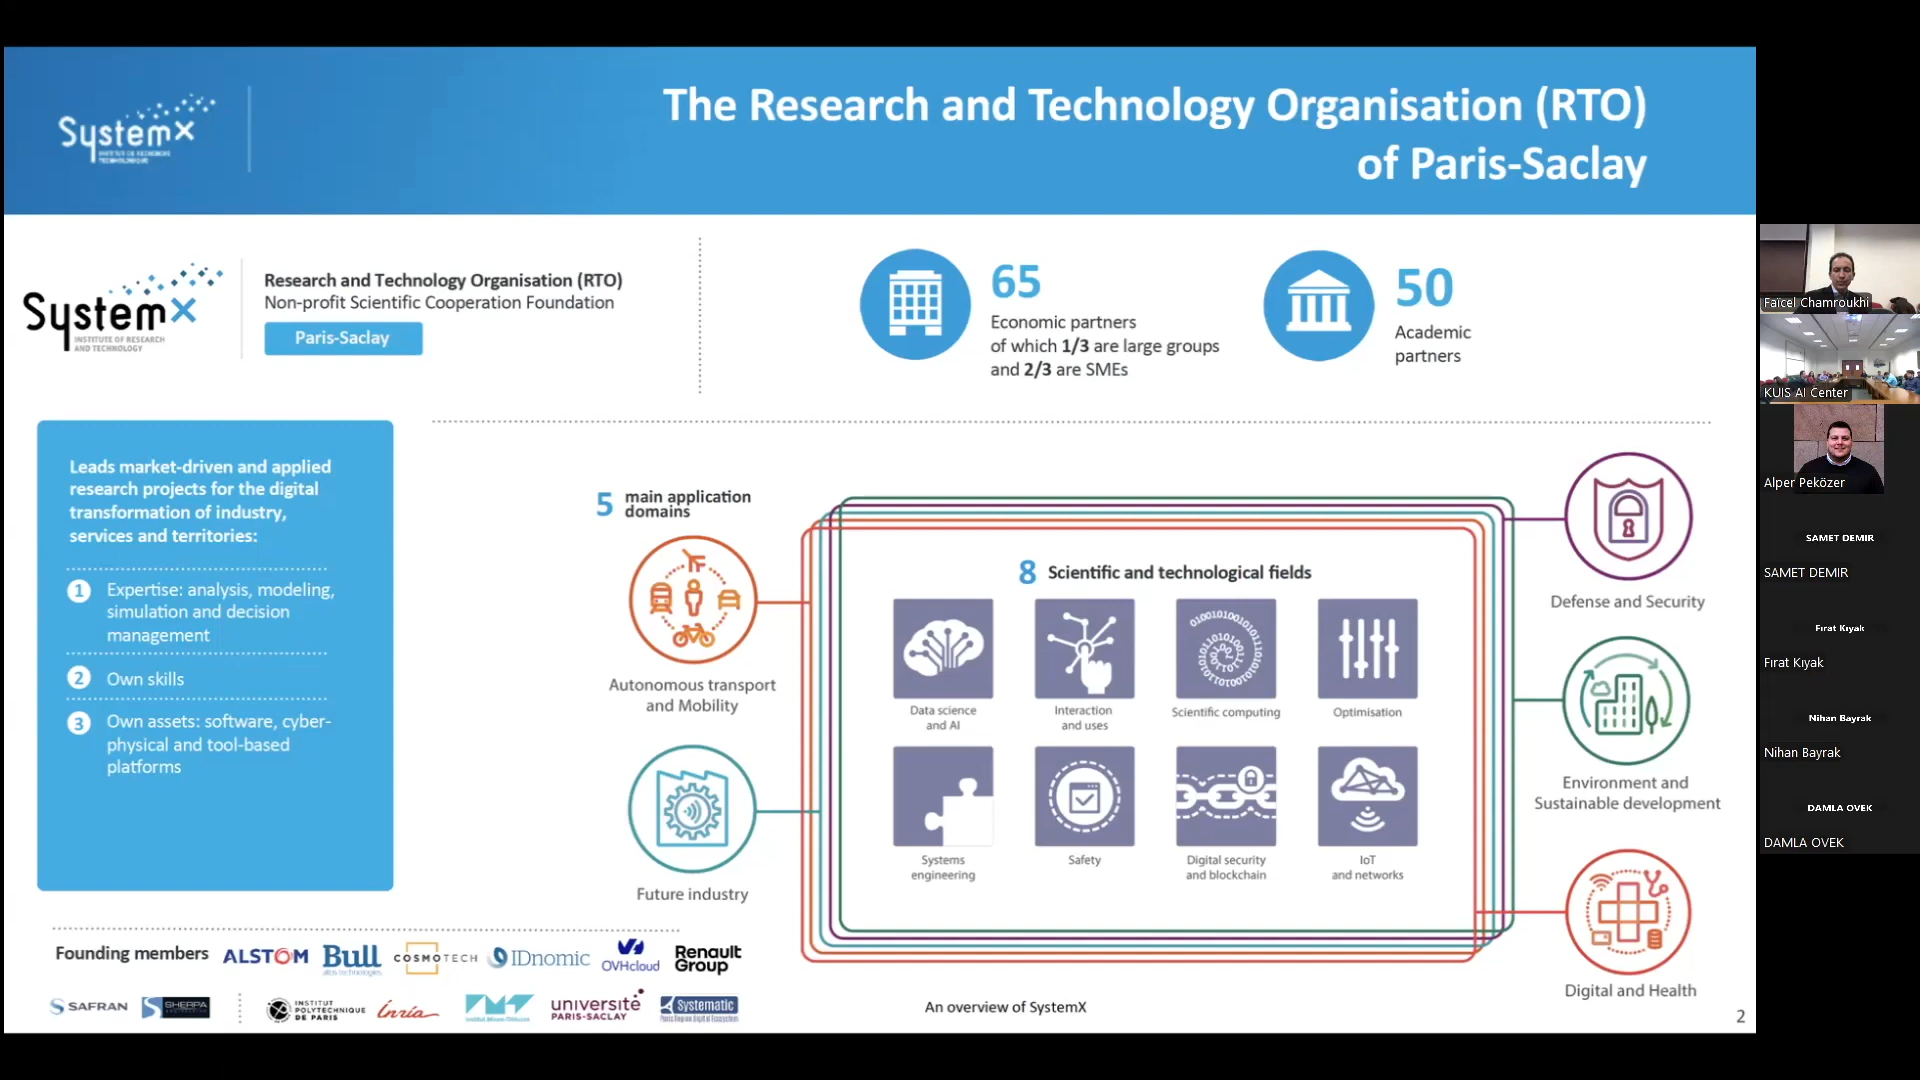 SystemX
INSTITUT DE RECHERCHE
TECHNOLOGIQUE
The Research and Technology Organisation (RTO)
of Paris-Saclay
SystemX
INSTITUTE OF RESEARCH
AND TECHNOLOGY
Research and Technology Organisation (RTO)
Non-profit Scientific Cooperation Foundation
Paris-Saclay
65
Economic partners
of which 1/3 are large groups
and 2/3 are SMEs
50
Academic
partners
Leads market-driven and applied
research projects for the digital
transformation of industry,
services and territories:
1 Expertise: analysis, modeling,
simulation and decision
management
2 Own skills
3 Own assets: software, cyber-
physical and tool-based
platforms
5 main application
domains
Autonomous transport
and Mobility
Future industry
8 Scientific and technological fields
Data science
and AI
Interaction
and uses
Scientific computing
Optimisation
Systems
engineering
Safety
Digital security
and blockchain
IoT
and networks
Defense and Security
Environment and
Sustainable development
Digital and Health
Founding members
ALSTOM
Bull
atos technologies
COSMOTECH
IDnomic
OVHcloud
Renault
Group
SAFRAN
SHERPA
INSTITUT
POLYTECHNIQUE
DE PARIS
Inria
université
PARIS-SACLAY
Systematic
Paris Region Digital Ecosystem
An overview of SystemX
2
Faïcel Chamroukhi
KUIS AI Center
Alper Peközer
SAMET DEMIR
SAMET DEMIR
Fırat Kıyak
Fırat Kıyak
Nihan Bayrak
Nihan Bayrak
DAMLA OVEK
DAMLA OVEK